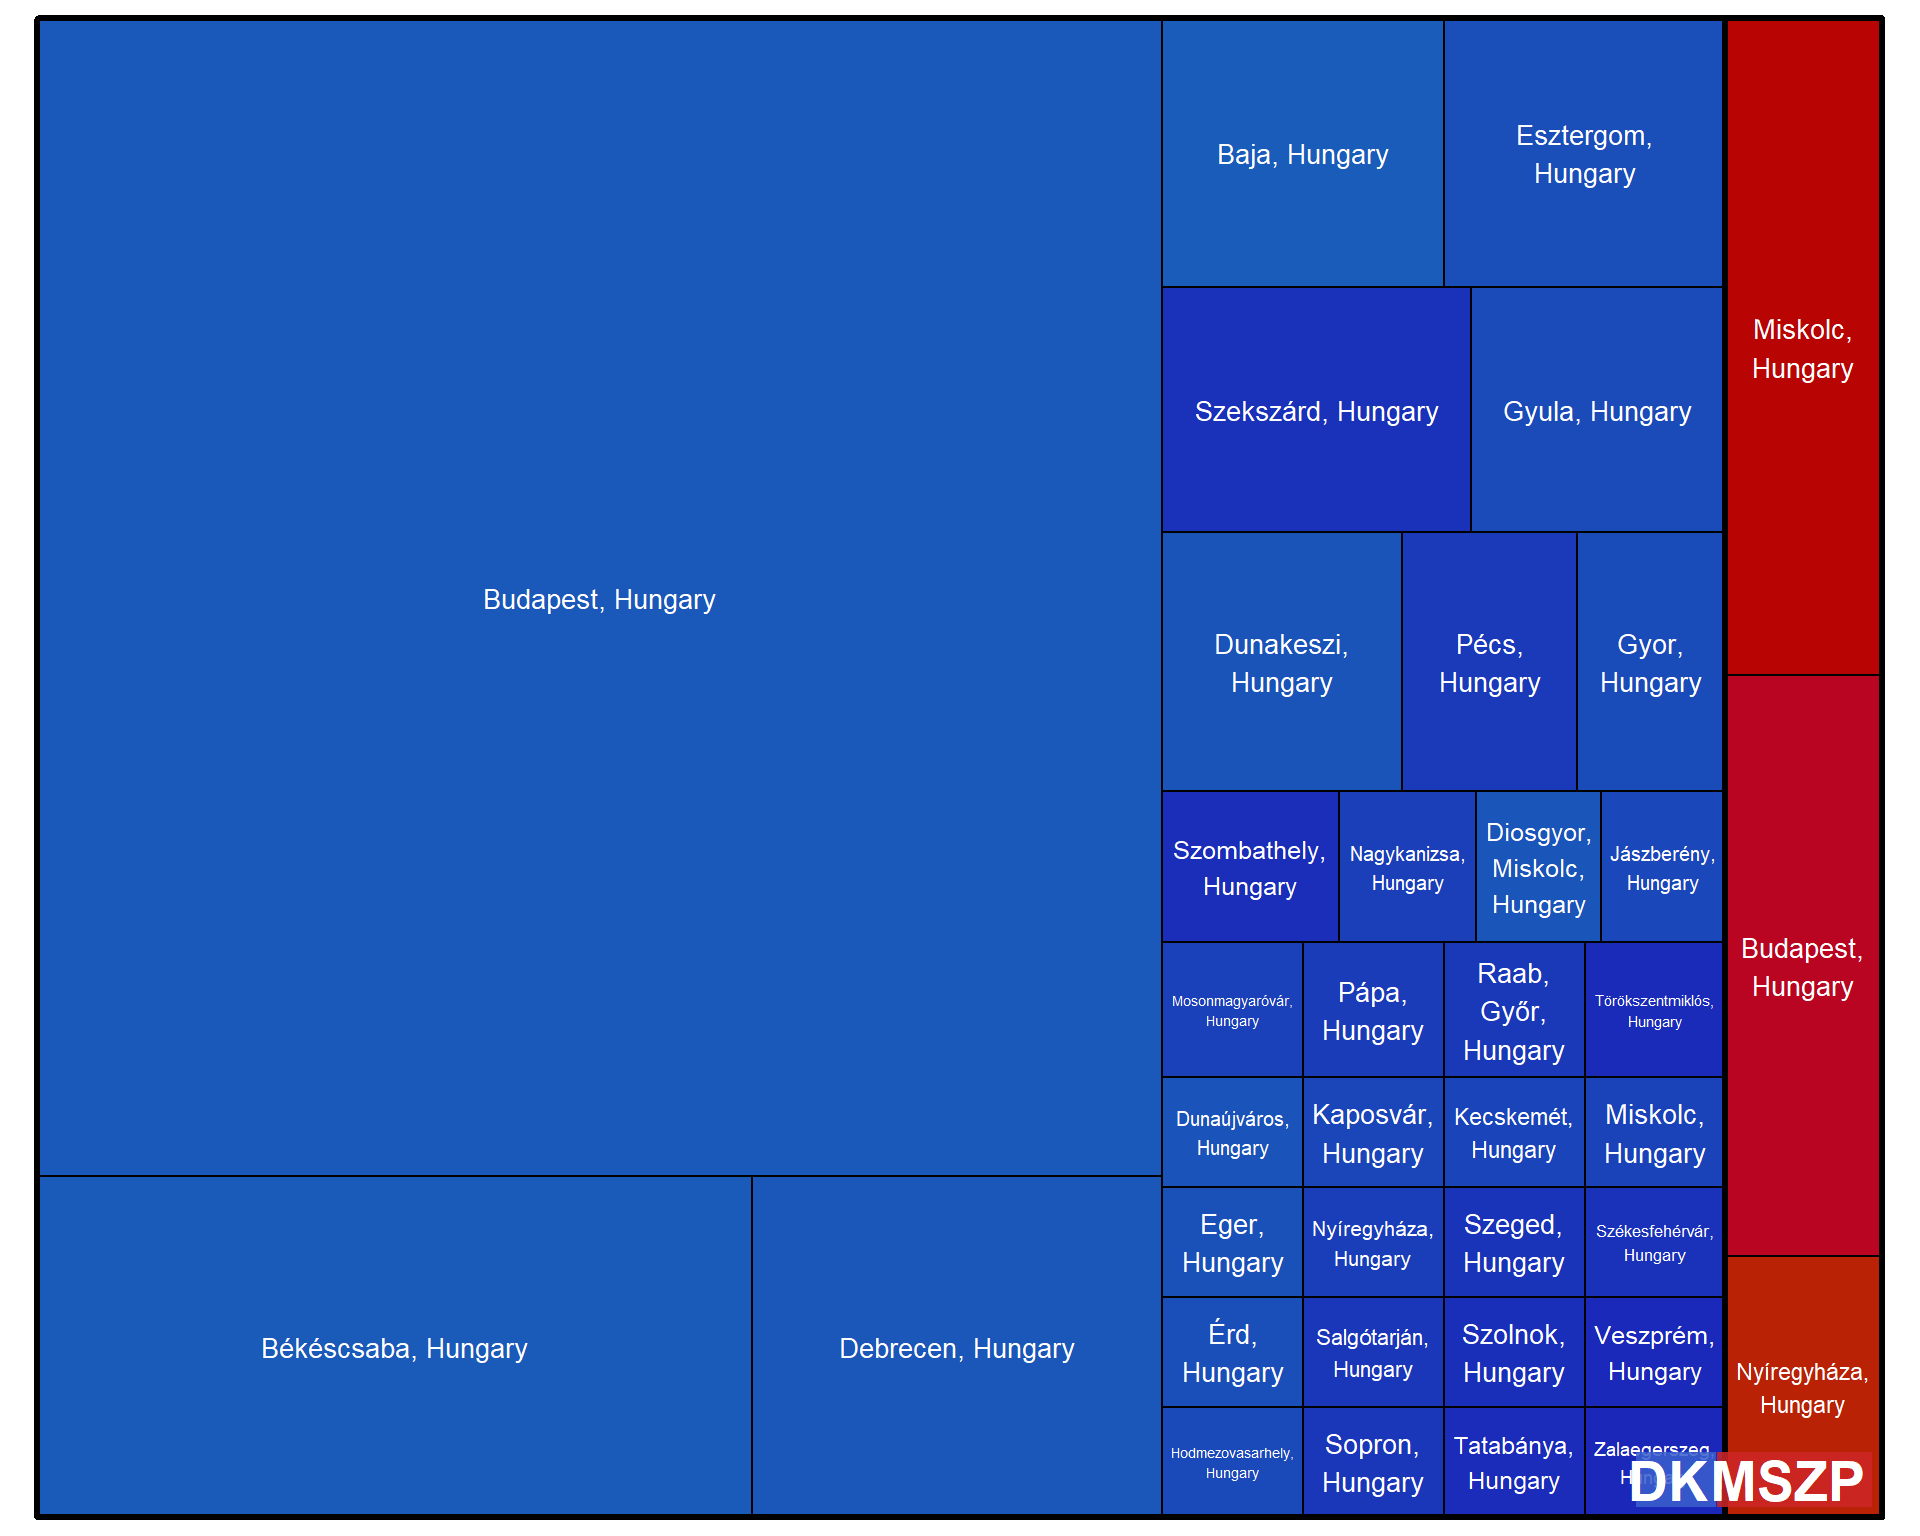 Budapest, Hungary
Békéscsaba, Hungary
Debrecen, Hungary
Baja, Hungary
Esztergom,
Hungary
Szekszárd, Hungary
Gyula, Hungary
Dunakeszi,
Hungary
Pécs,
Hungary
Gyor,
Hungary
Szombathely,
Hungary
Nagykanizsa,
Hungary
Diosgyor,
Miskolc,
Hungary
Jászberény,
Hungary
Mosonmagyaróvár,
Hungary
Pápa,
Hungary
Raab,
Győr,
Hungary
Törökszentmiklós,
Hungary
Dunaújváros,
Hungary
Kaposvár,
Hungary
Kecskemét,
Hungary
Miskolc,
Hungary
Eger,
Hungary
Nyíregyháza,
Hungary
Szeged,
Hungary
Székesfehérvár,
Hungary
Érd,
Hungary
Salgótarján,
Hungary
Szolnok,
Hungary
Veszprém,
Hungary
Hodmezovasarhely,
Hungary
Sopron,
Hungary
Tatabánya,
Hungary
Zalaegerszeg,
Miskolc,
Hungary
Budapest,
Hungary
Nyíregyháza,
Hungary
DKMSZP